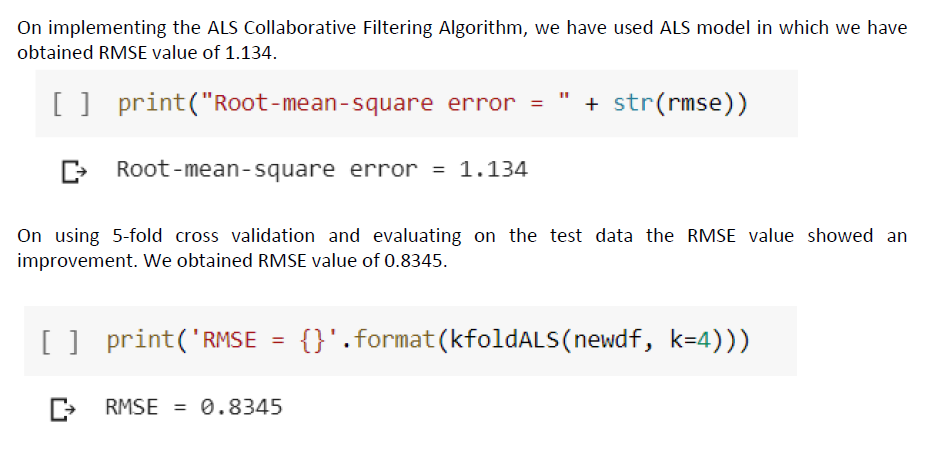 On implementing the ALS Collaborative Filtering Algorithm, we have used ALS model in which we have
obtained RMSE value of 1.134.
[ ] print("Root-mean-square error = " + str(rmse))
Root-mean-square error = 1.134
On using 5-fold cross validation and evaluating on the test data the RMSE value showed an
improvement. We obtained RMSE value of 0.8345.
[ ] print('RMSE = {}'.format(kfoldALS(newdf, k=4)))
RMSE = 0.8345